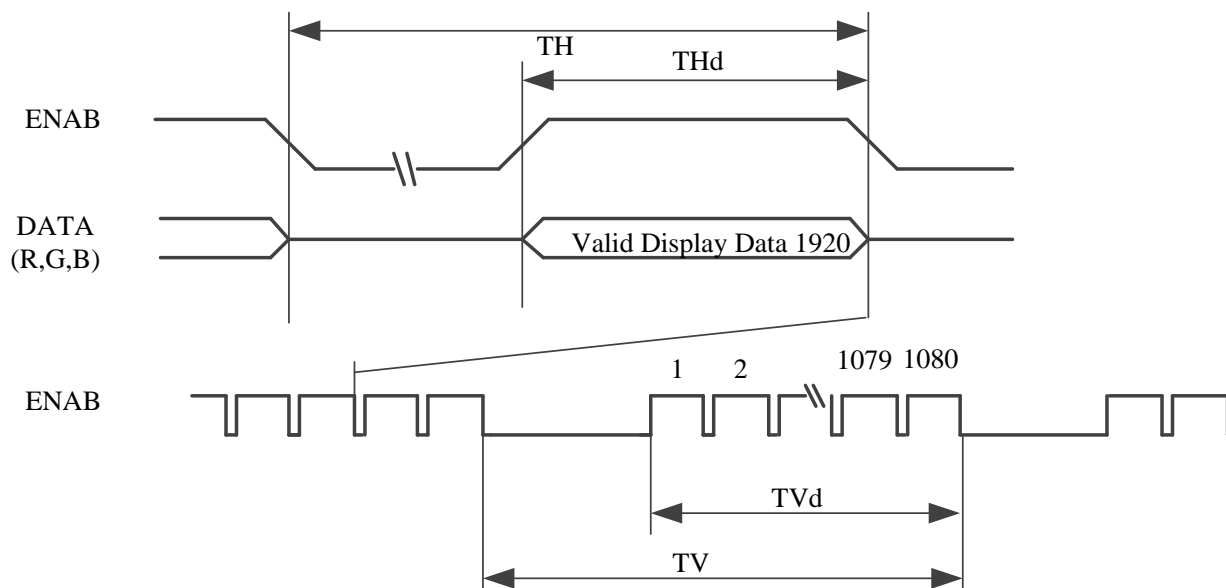 TH
THd
ENAB
DATA
(R,G,B)
Valid Display Data 1920
1 2 1079 1080
ENAB
TVd
TV